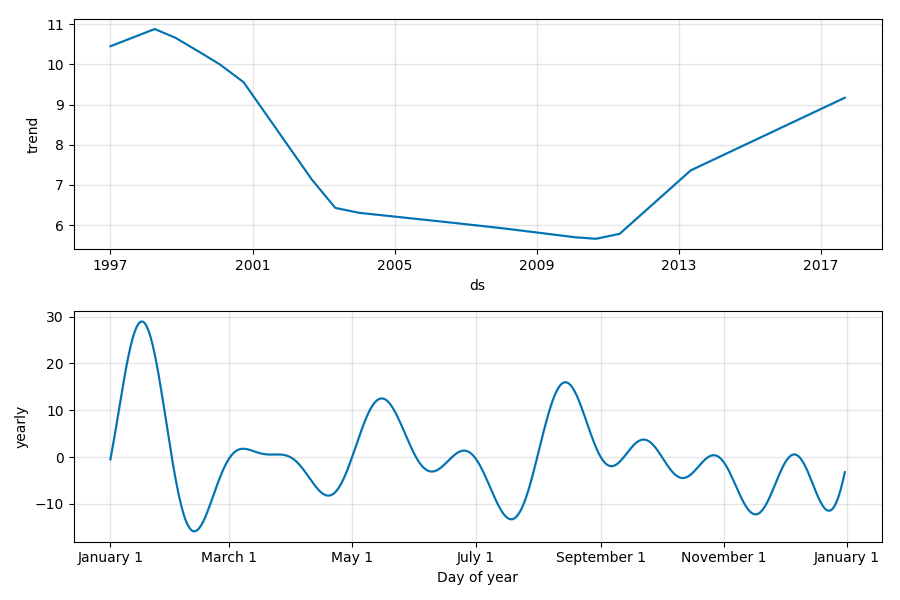 11
10
9
8
7
6
trend
1997 2001 2005 2009 2013 2017
ds
30
20
10
0
−10
yearly
January 1 March 1 May 1 July 1 September 1 November 1 January 1
Day of year